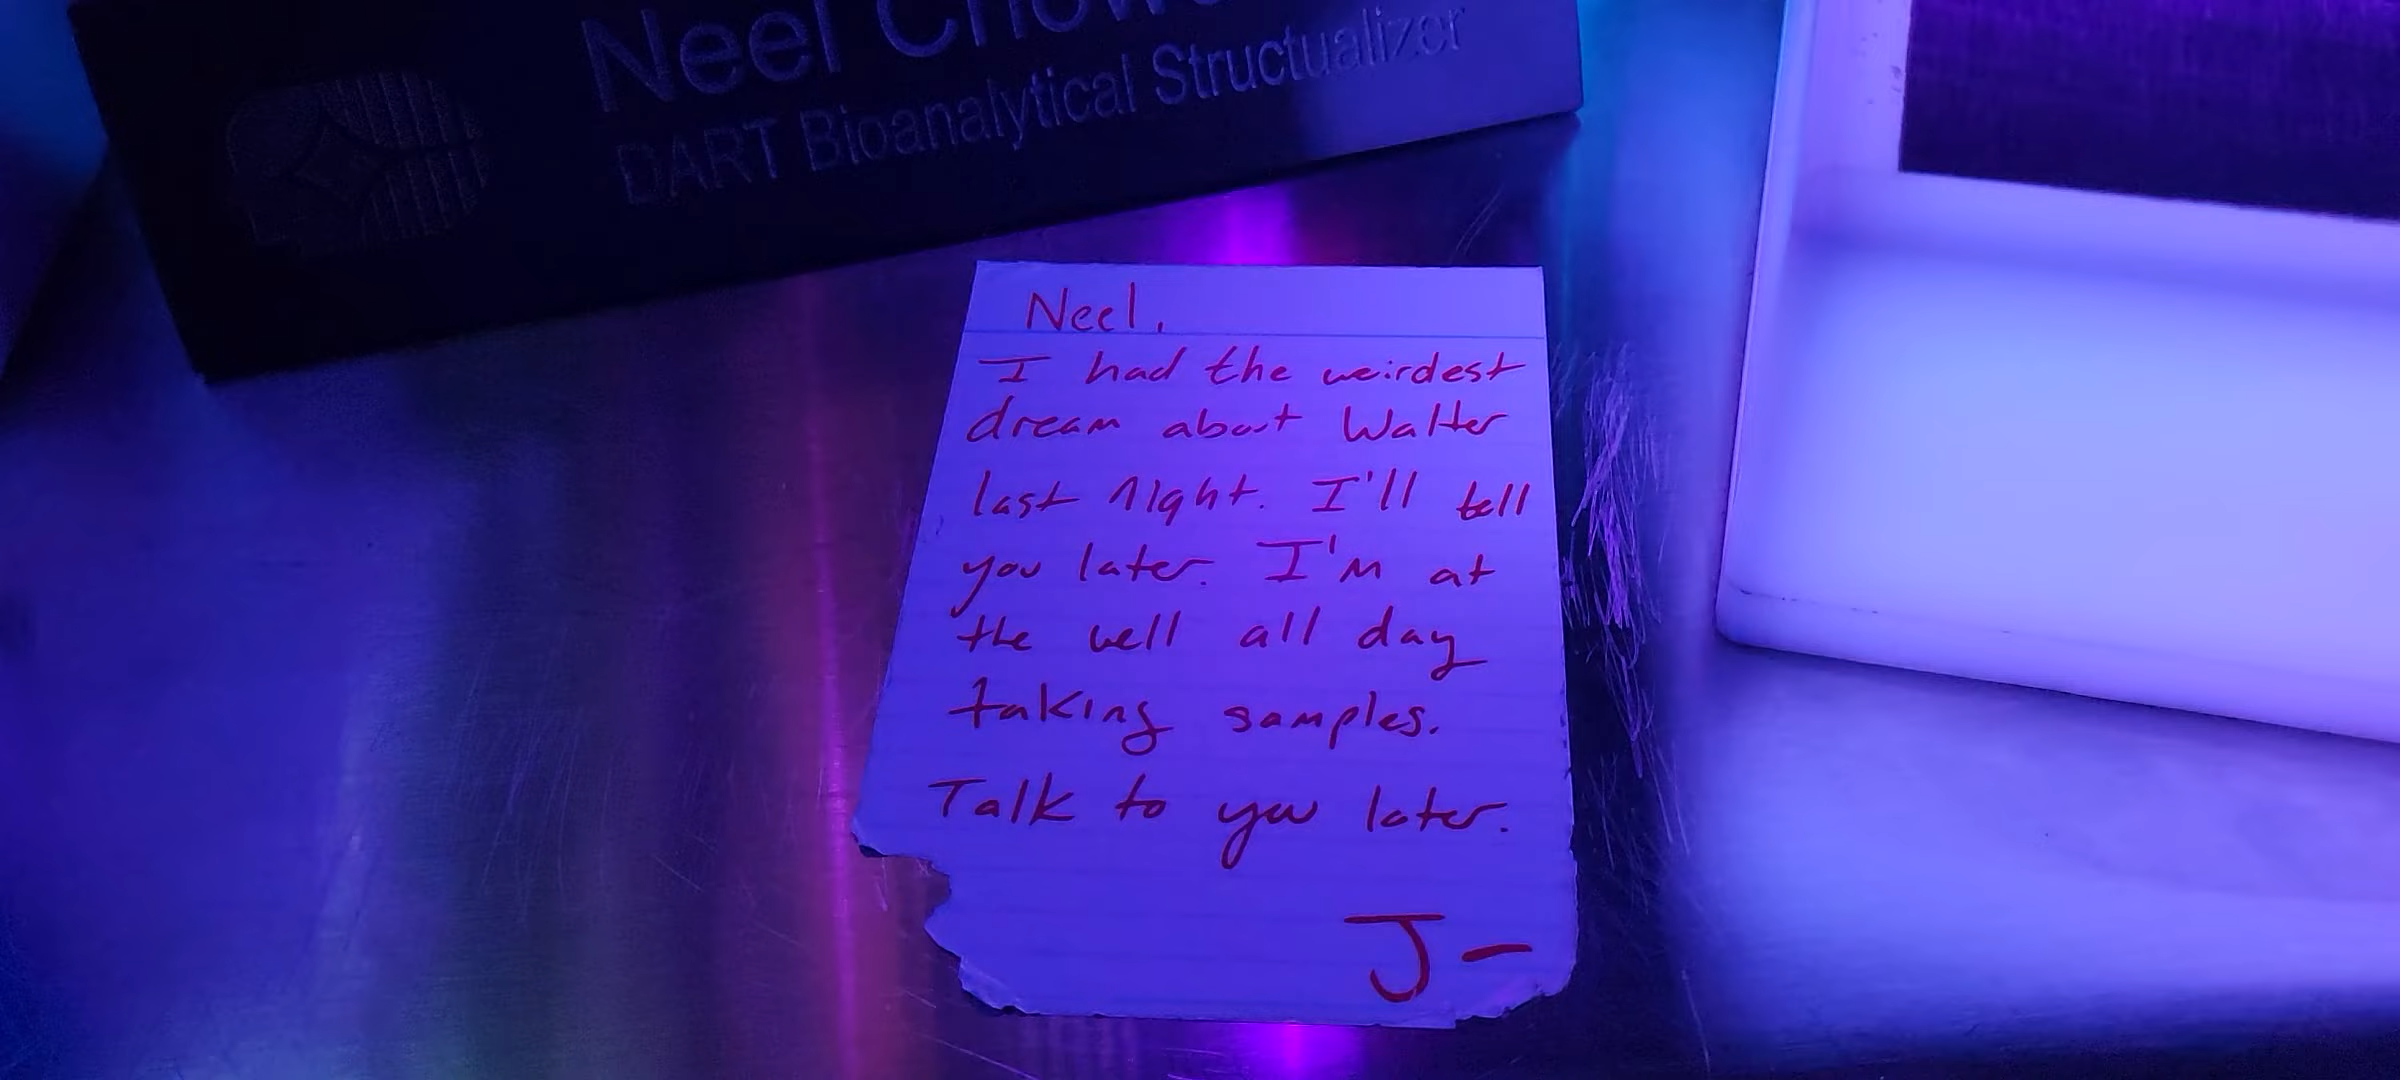 Neel
DART Bioanalytical Structualizer
Neel,
I had the weirdest
dream about Walter
last night. I'll tell
you later. I'm at
the well all day
taking samples.
Talk to you later.
J-